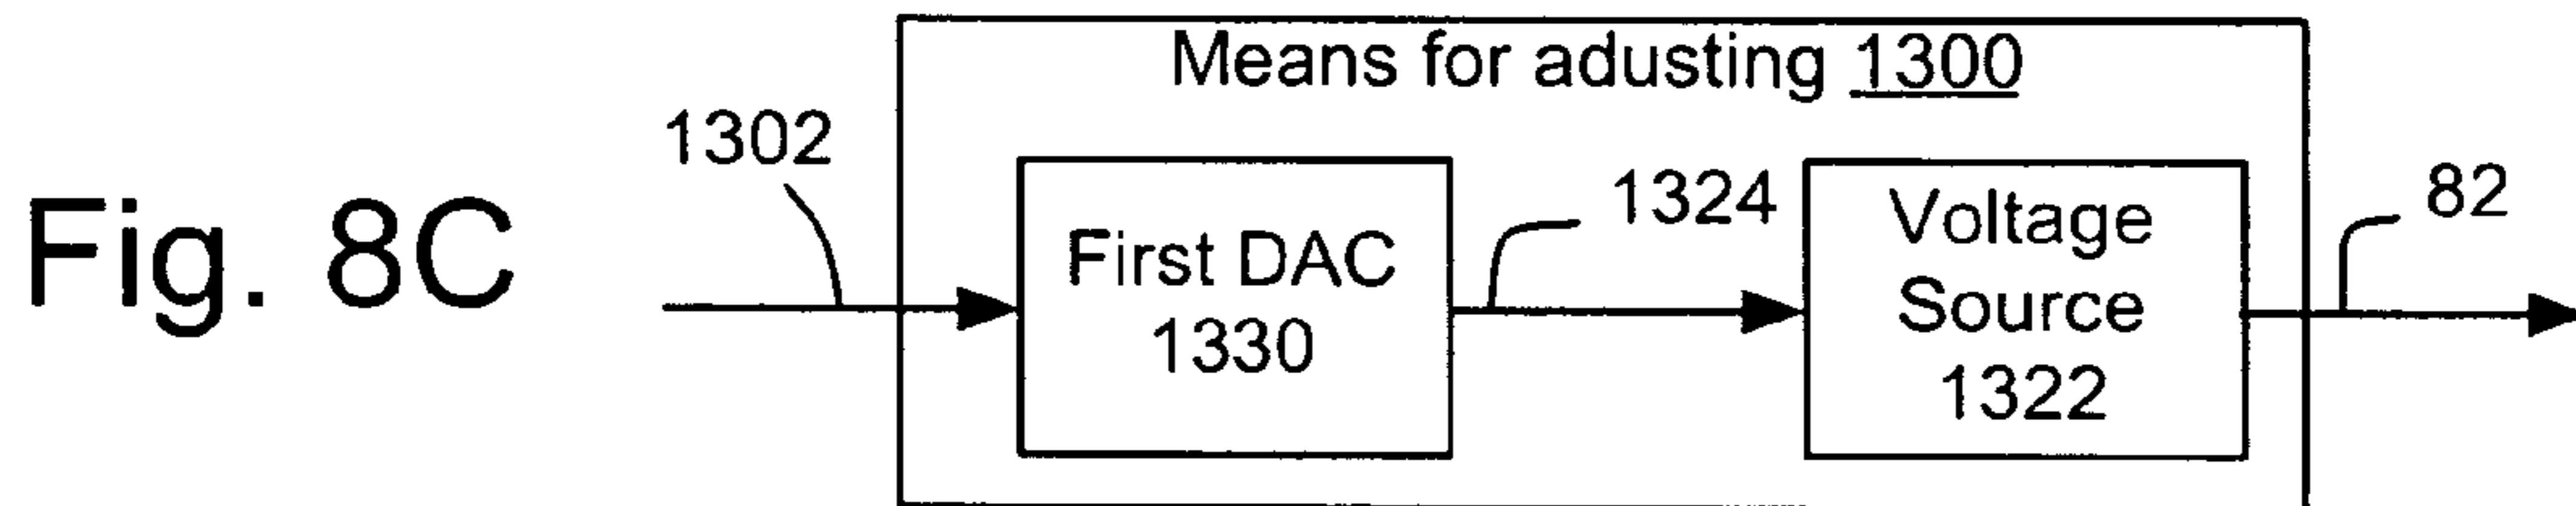 Fig. 8C
Means for adusting 1300
1302
First DAC
1330
1324
Voltage
Source
1322
82